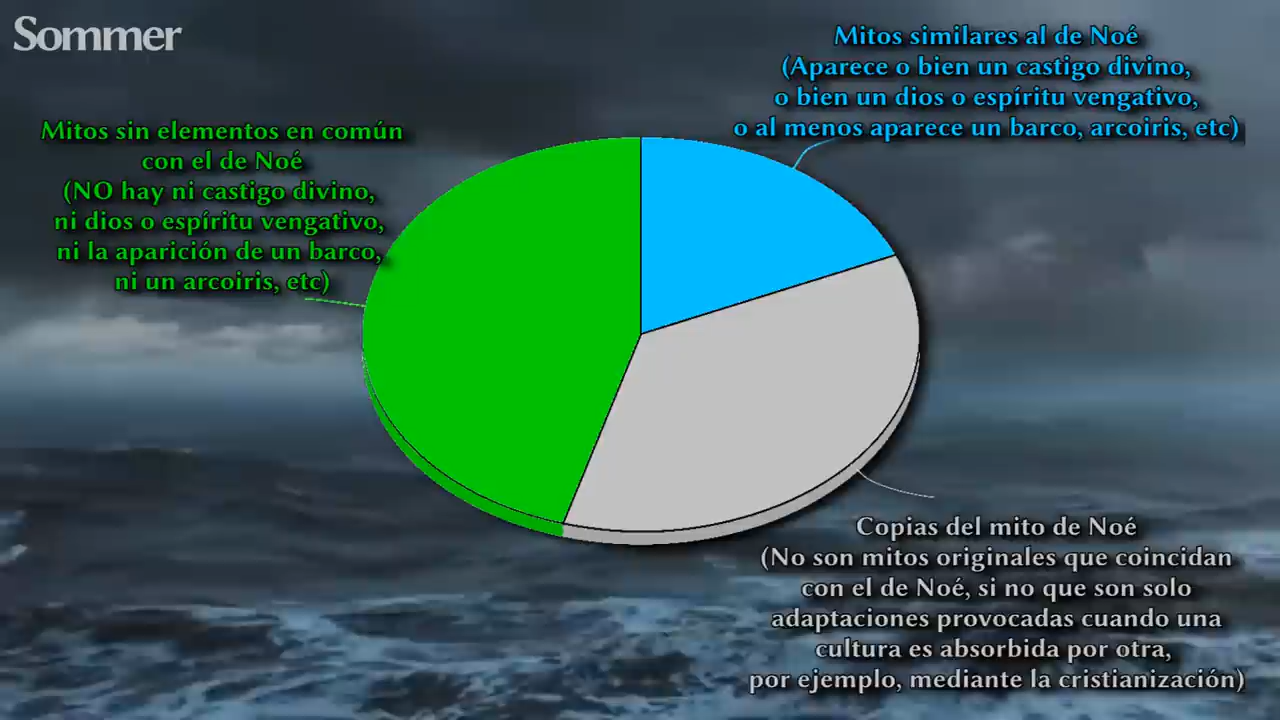 Sommer
Mitos similares al de Noé
(Aparece o bien un castigo divino,
o bien un dios o espíritu vengativo,
o al menos aparece un barco, arcoiris, etc)
Mitos sin elementos en común
con el de Noé
(NO hay ni castigo divino,
ni dios o espíritu vengativo,
ni la aparición de un barco,
ni un arcoiris, etc)
Copias del mito de Noé
(No son mitos originales que coincidan
con el de Noé, si no que son solo
adaptaciones provocadas cuando una
cultura es absorbida por otra,
por ejemplo, mediante la cristianización)